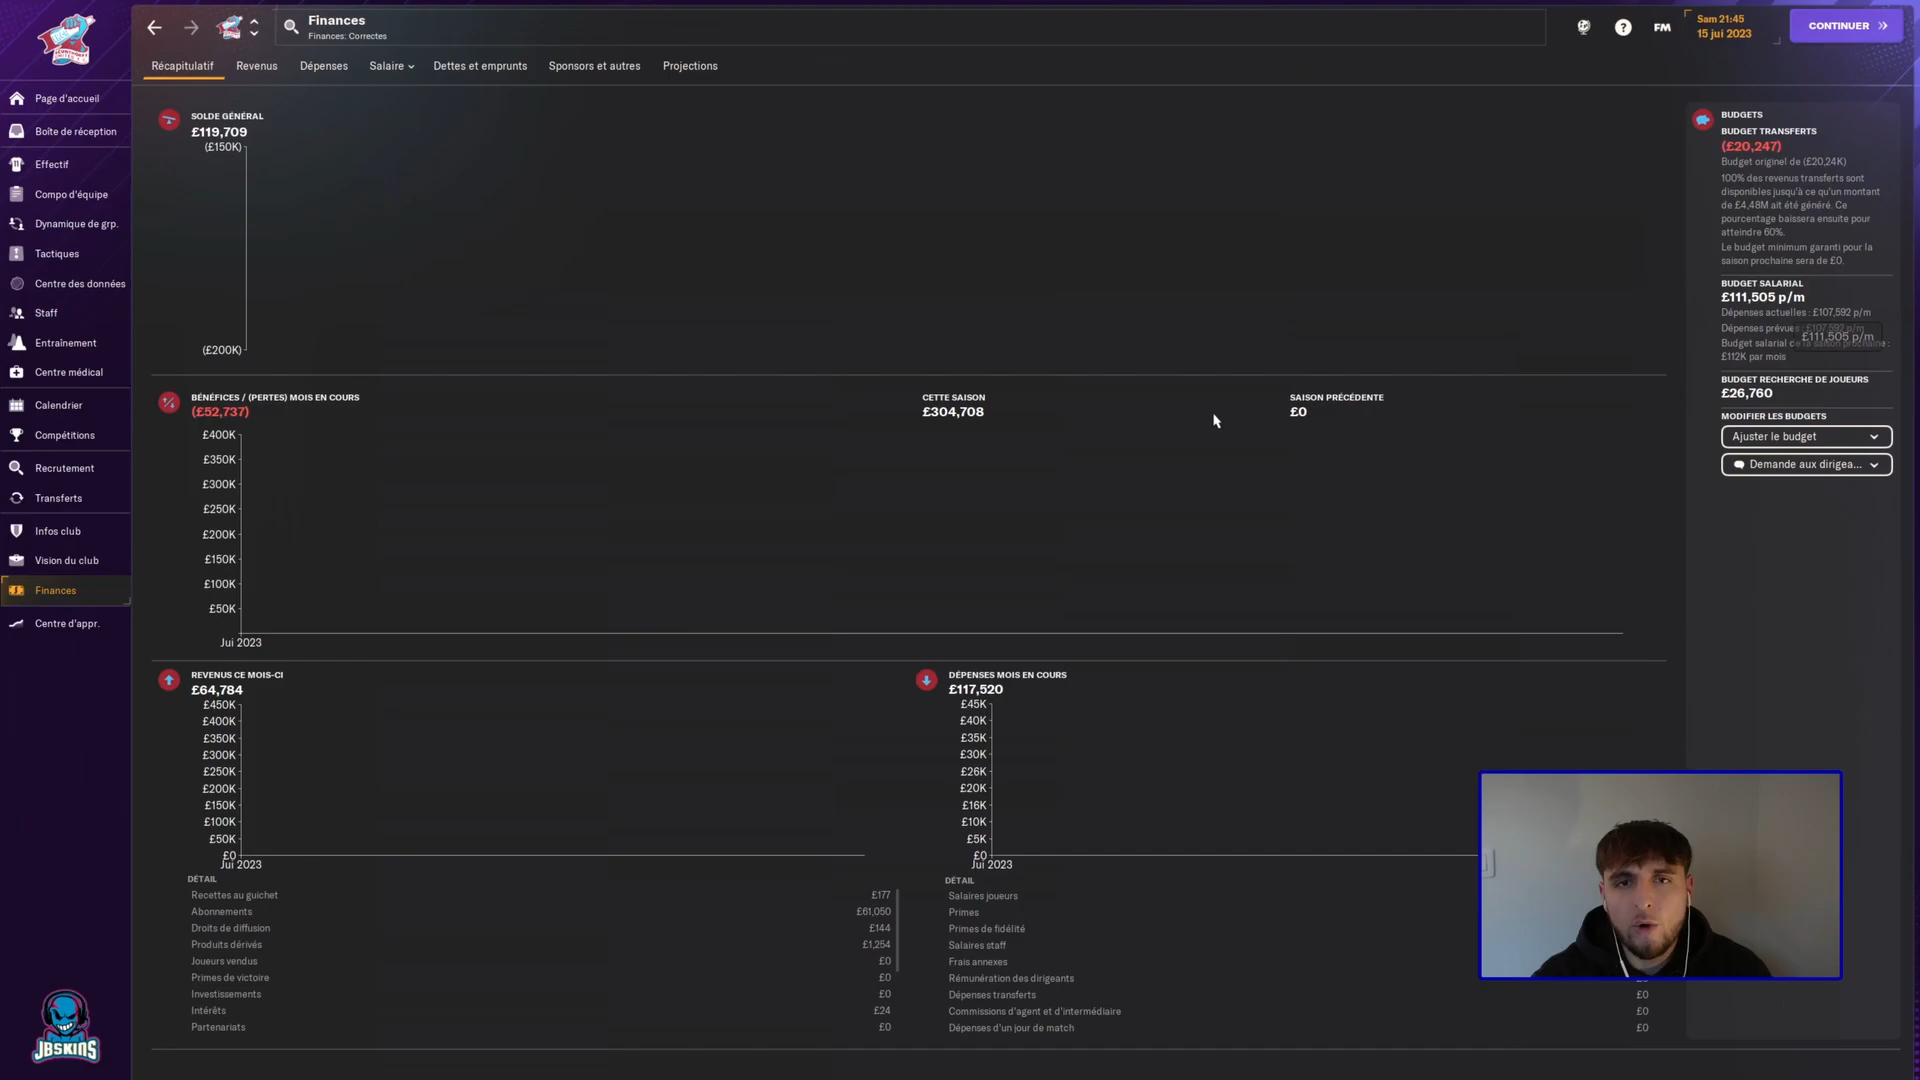 Finances
Finances: Correctes
FM
Sam 21:45
15 jui 2023
CONTINUER
Récapitulatif
Revenus
Dépenses
Salaire
Dettes et emprunts
Sponsors et autres
Projections
Page d'accueil
Boîte de réception
Effectif
Compo d'équipe
Dynamique de grp.
Tactiques
Centre des données
Staff
Entraînement
Centre médical
Calendrier
Compétitions
Recrutement
Transferts
Infos club
Vision du club
Finances
Centre d'appr.
JBSKINS
SOLDE GÉNÉRAL
£119,709
(£150K)
(£200K)
BÉNÉFICES / (PERTES) MOIS EN COURS
(£52,737)
CETTE SAISON
£304,708
SAISON PRÉCÉDENTE
£0
£400K
£350K
£300K
£250K
£200K
£150K
£100K
£50K
Jui 2023
REVENUS CE MOIS-CI
£64,784
£450K
£400K
£350K
£300K
£250K
£200K
£150K
£100K
£50K
£0
Jui 2023
DÉTAIL
Recettes au guichet £177
Abonnements £61,050
Droits de diffusion £144
Produits dérivés £1,254
Joueurs vendus £0
Primes de victoire £0
Investissements £0
Intérêts £24
Partenariats £0
DÉPENSES MOIS EN COURS
£117,520
£45K
£40K
£35K
£30K
£26K
£20K
£16K
£10K
£5K
£0
Jui 2023
DÉTAIL
Salaires joueurs
Primes
Primes de fidélité
Salaires staff
Frais annexes
Rémunération des dirigeants
Dépenses transferts £0
Commissions d'agent et d'intermédiaire £0
Dépenses d'un jour de match £0
BUDGETS
BUDGET TRANSFERTS
(£20,247)
Budget originel de (£20,24K)
100% des revenus transferts sont
disponibles jusqu'à ce qu'un montant
de £4,48M ait été généré. Ce
pourcentage baissera ensuite pour
atteindre 60%.
Le budget minimum garanti pour la
saison prochaine sera de £0.
BUDGET SALARIAL
£111,505 p/m
Dépenses actuelles : £107,592 p/m
Dépenses prévues : £107,592 p/m
£111,505 p/m
Budget salarial de la saison prochaine :
£112K par mois
BUDGET RECHERCHE DE JOUEURS
£26,760
MODIFIER LES BUDGETS
Ajuster le budget
Demande aux dirigea...